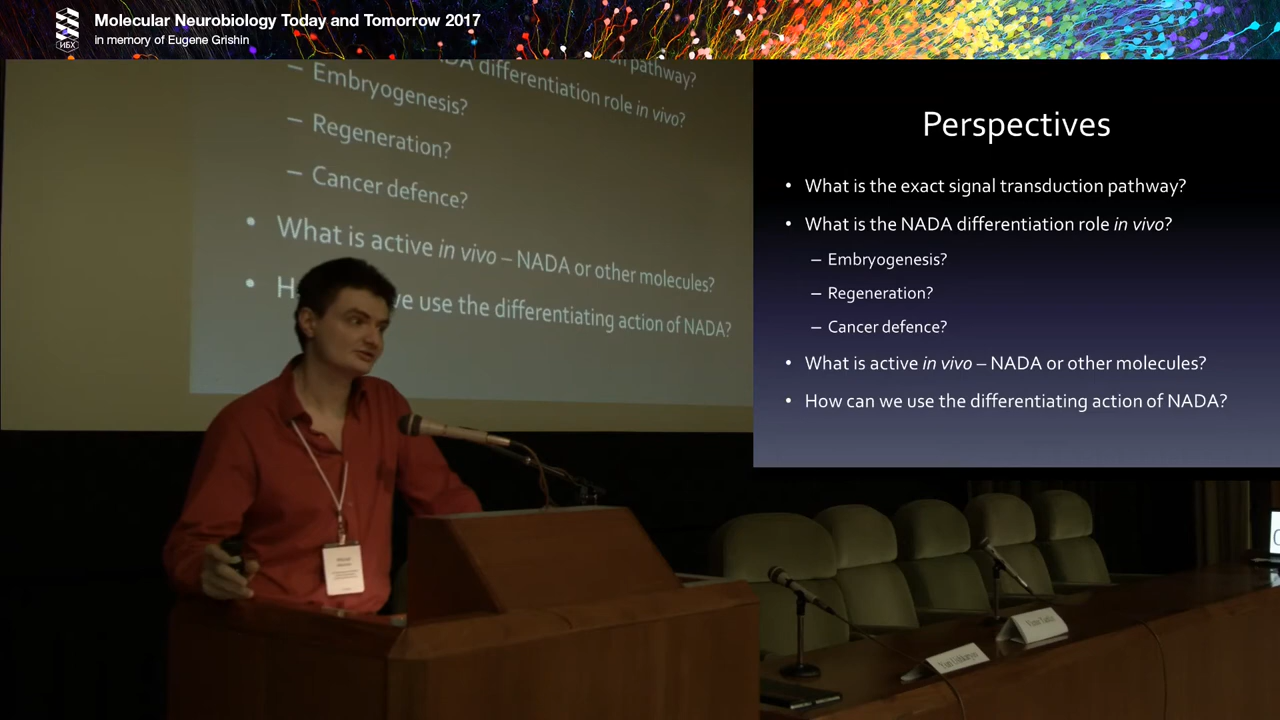 Molecular Neurobiology Today and Tomorrow 2017
in memory of Eugene Grishin
ИБХ
pathway?
differentiation role in vivo?
– Embryogenesis?
– Regeneration?
– Cancer defence?
• What is active in vivo – NADA or other molecules?
we use the differentiating action of NADA?
Perspectives
• What is the exact signal transduction pathway?
• What is the NADA differentiation role in vivo?
– Embryogenesis?
– Regeneration?
– Cancer defence?
• What is active in vivo – NADA or other molecules?
• How can we use the differentiating action of NADA?